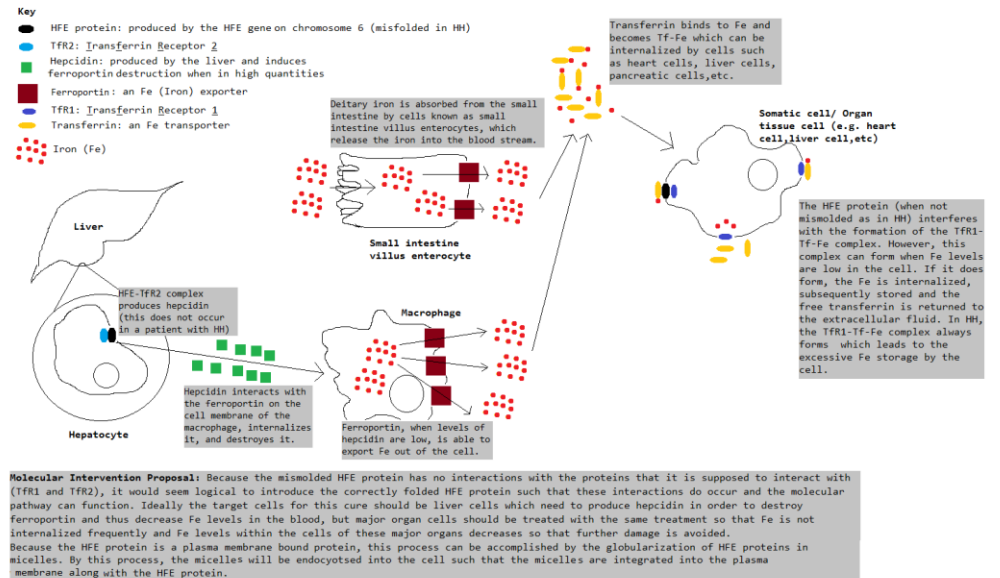 Key
HFE protein: produced by the HFE gene on chromosome 6 (misfolded in HH)
TfR2: Transferrin Receptor 2
Hepcidin: produced by the liver and induces
ferroportin destruction when in high quantities
Ferroportin: an Fe (Iron) exporter
TfR1: Transferrin Receptor 1
Transferrin: an Fe transporter
Iron (Fe)
Transferrin binds to Fe and
becomes Tf-Fe which can be
internalized by cells such
as heart cells, liver cells,
pancreatic cells,etc.
Deitary iron is absorbed from the small
intestine by cells known as small
intestine villus enterocytes, which
release the iron into the blood stream.
Somatic cell/ Organ
tissue cell (e.g. heart
cell,liver cell,etc)
Small intestine
villus enterocyte
The HFE protein (when not
mismolded as in HH) interferes
with the formation of the TfR1-
Tf-Fe complex. However, this
complex can form when Fe levels
are low in the cell. If it does
form, the Fe is internalized,
subsequently stored and the
free transferrin is returned to
the extracellular fluid. In HH,
the TfR1-Tf-Fe complex always
forms which leads to the
excessive Fe storage by the
cell.
Liver
HFE-TfR2 complex
produces hepcidin
(this does not occur
in a patient with HH)
Macrophage
Hepcidin interacts with
the ferroportin on the
cell membrane of the
macrophage, internalizes
it, and destroyes it.
Hepatocyte
Ferroportin, when levels of
hepcidin are low, is able to
export Fe out of the cell.
Molecular Intervention Proposal: Because the mismolded HFE protein has no interactions with the proteins that it is supposed to interact with
(TfR1 and TfR2), it would seem logical to introduce the correctly folded HFE protein such that these interactions do occur and the molecular
pathway can function. Ideally the target cells for this cure should be liver cells which need to produce hepcidin in order to destroy
ferroportin and thus decrease Fe levels in the blood, but major organ cells should be treated with the same treatment so that Fe is not
internalized frequently and Fe levels within the cells of these major organs decreases so that further damage is avoided.
Because the HFE protein is a plasma membrane bound protein, this process can be accomplished by the globularization of HFE proteins in
micelles. By this process, the micelles will be endocyotsed into the cell such that the micelles are integrated into the plasma
membrane along with the HFE protein.